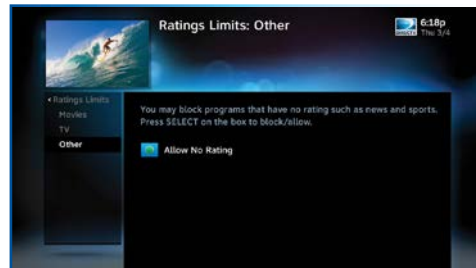 Ratings Limits: Other
DIRECTV
6:18p
Thu 3/4
Ratings Limits
Movies
TV
Other
You may block programs that have no rating such as news and sports.
Press SELECT on the box to block/allow.
Allow No Rating